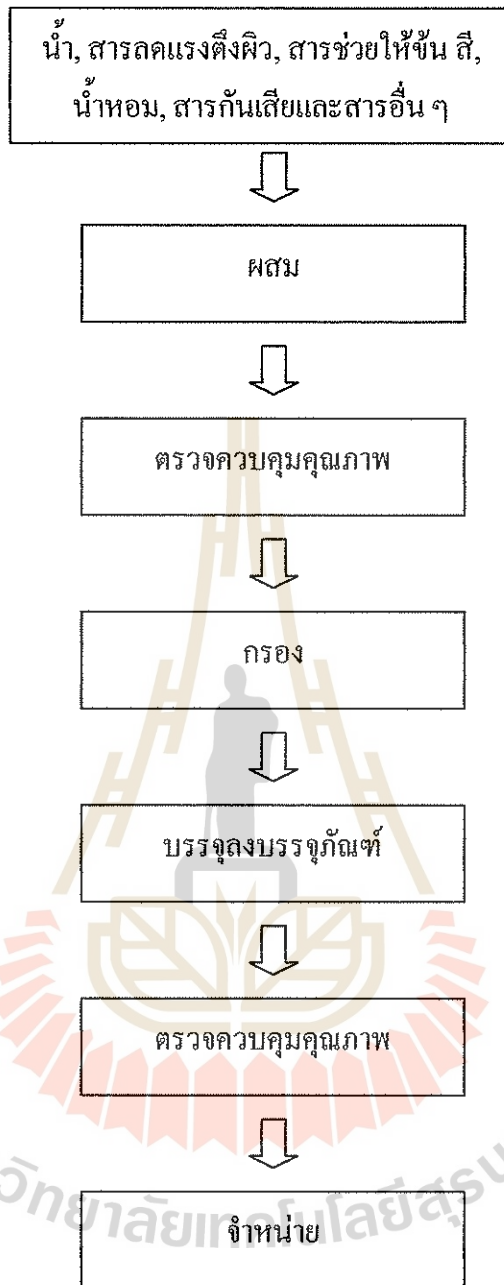 น้ำ, สารลดแรงตึงผิว, สารช่วยให้ข้น สี,
น้ำหอม, สารกันเสียและสารอื่น ๆ
ผสม
ตรวจควบคุมคุณภาพ
กรอง
บรรจุลงบรรจุภัณฑ์
ตรวจควบคุมคุณภาพ
จำหน่าย